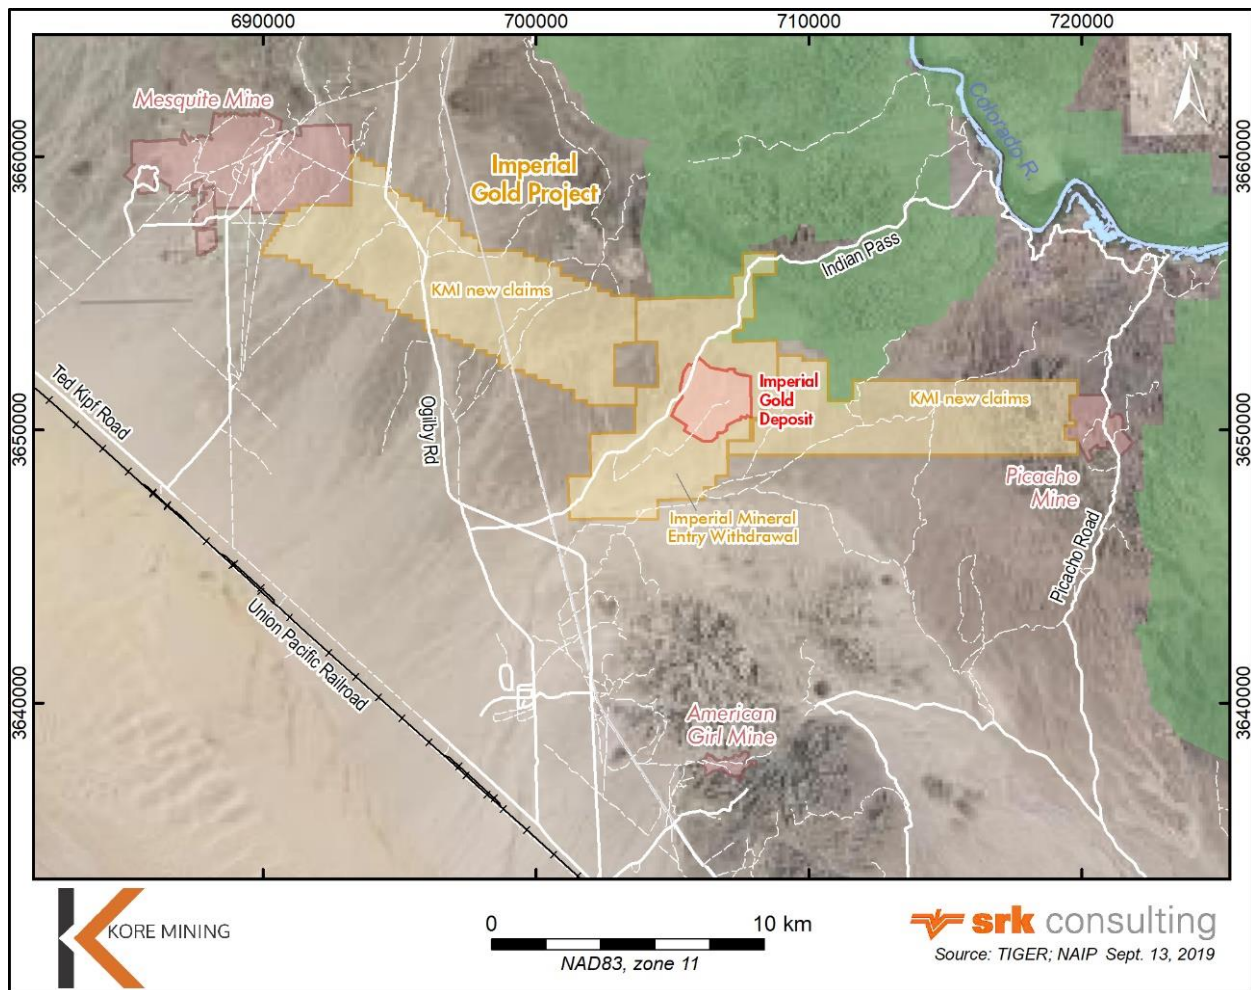 690000
700000
710000
720000
N
Mesquite Mine
Colorado R.
3660000
3660000
Imperial
Gold Project
Indian Pass
KMI new claims
Ted Kipf Road
Ogilby Rd
Imperial
Gold
Deposit
KMI new claims
3650000
3650000
Picacho
Mine
Imperial Mineral
Entry Withdrawal
Picacho Road
Union Pacific Railroad
3640000
3640000
American
Girl Mine
KORE MINING
0
10 km
NAD83, zone 11
srk consulting
Source: TIGER; NAIP Sept. 13, 2019